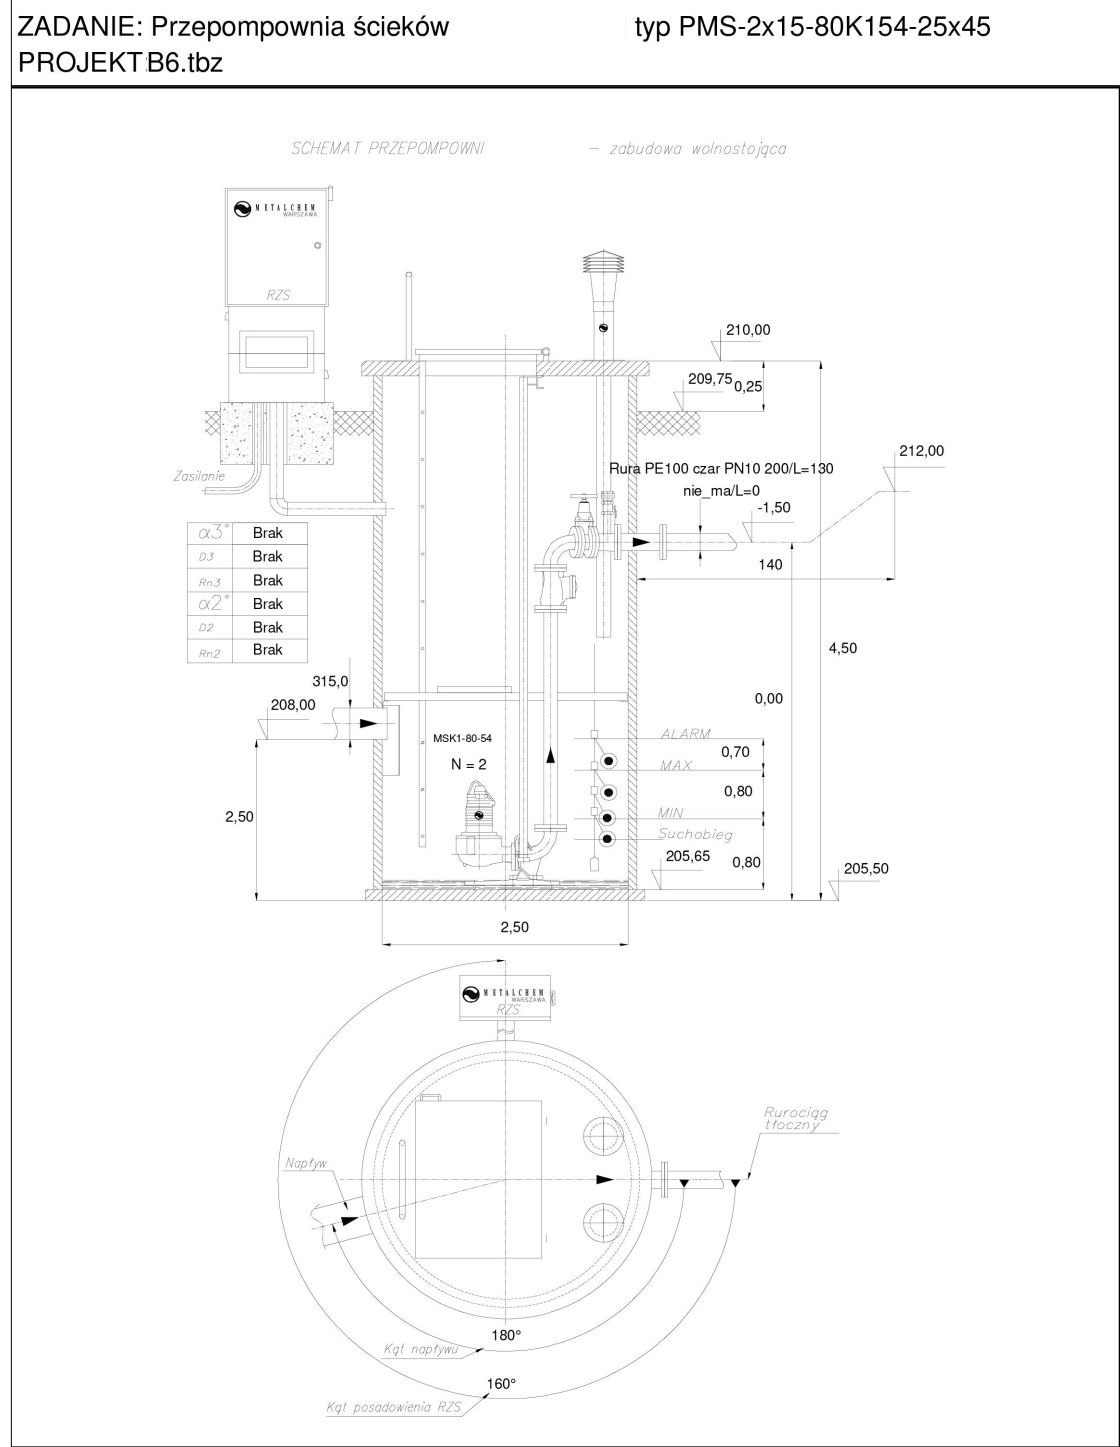 ZADANIE: Przepompownia ścieków typ PMS-2x15-80K154-25x45
PROJEKT:B6.tbz
SCHEMAT PRZEPOMPOWNI – zabudowa wolnostojąca
METALCHEM
WARSZAWA
RZS
210,00
209,75
0,25
212,00
Zasilanie
Rura PE100 czar PN10 200/L=130
nie_ma/L=0
-1,50
α3° Brak
D3 Brak
Rn3 Brak
α2° Brak
D2 Brak
Rn2 Brak
140
4,50
315,0
208,00
0,00
MSK1-80-54
N = 2
ALARM
0,70
MAX
0,80
MIN
Suchobieg
2,50
205,65
0,80
205,50
2,50
METALCHEM
WARSZAWA
RZS
Rurociąg
tłoczny
Napływ
180°
Kąt napływu
160°
Kąt posadowienia RZS